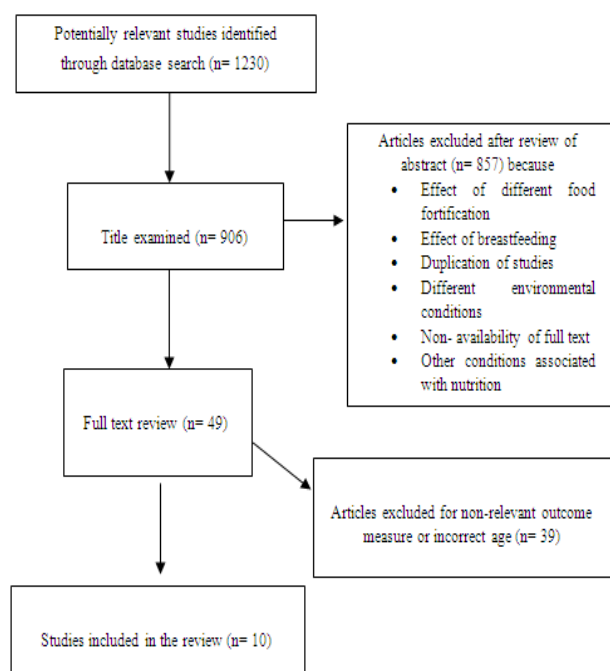 Potentially relevant studies identified
through database search (n= 1230)
Articles excluded after review of
abstract (n= 857) because
• Effect of different food
fortification
• Effect of breastfeeding
• Duplication of studies
• Different environmental
conditions
• Non- availability of full text
• Other conditions associated
with nutrition
Title examined (n= 906)
Full text review (n= 49)
Articles excluded for non-relevant outcome
measure or incorrect age (n= 39)
Studies included in the review (n= 10)